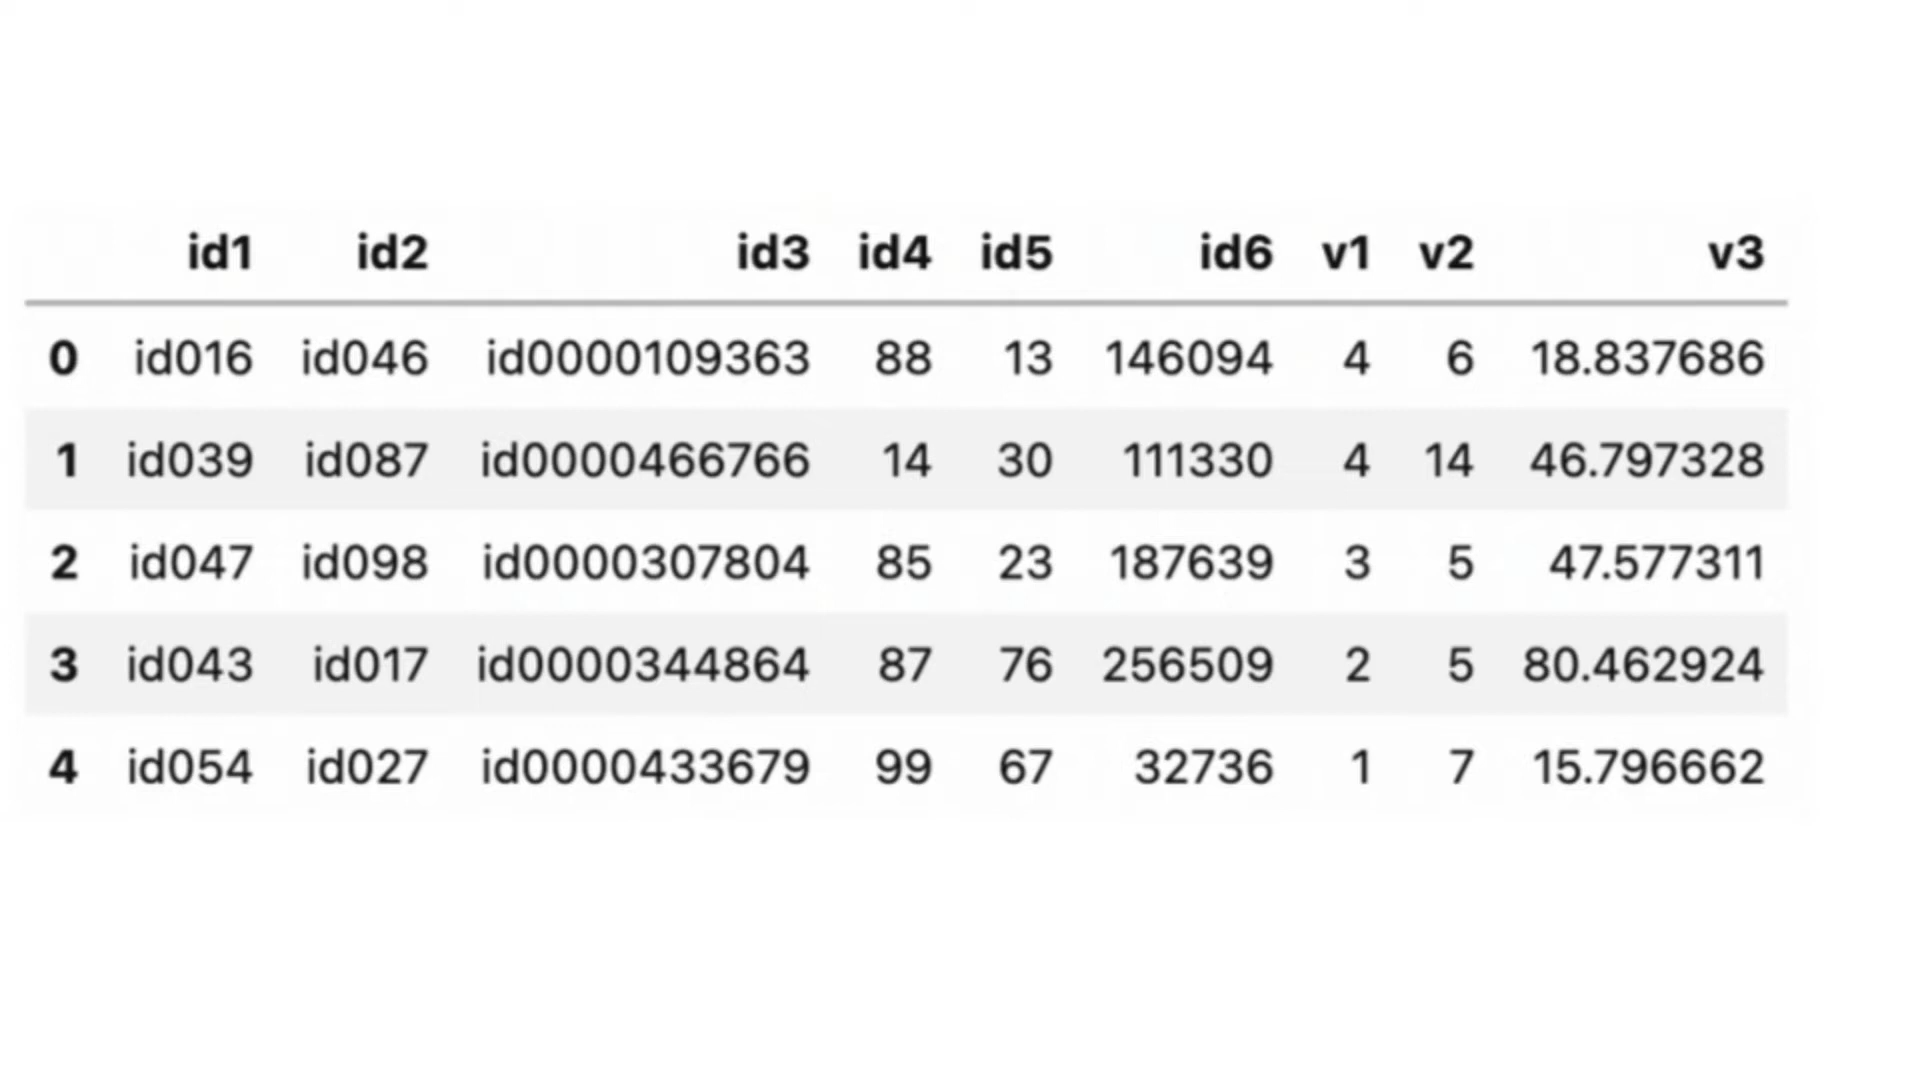 id1 id2 id3 id4 id5 id6 v1 v2 v3
0 id016 id046 id0000109363 88 13 146094 4 6 18.837686
1 id039 id087 id0000466766 14 30 111330 4 14 46.797328
2 id047 id098 id0000307804 85 23 187639 3 5 47.577311
3 id043 id017 id0000344864 87 76 256509 2 5 80.462924
4 id054 id027 id0000433679 99 67 32736 1 7 15.796662